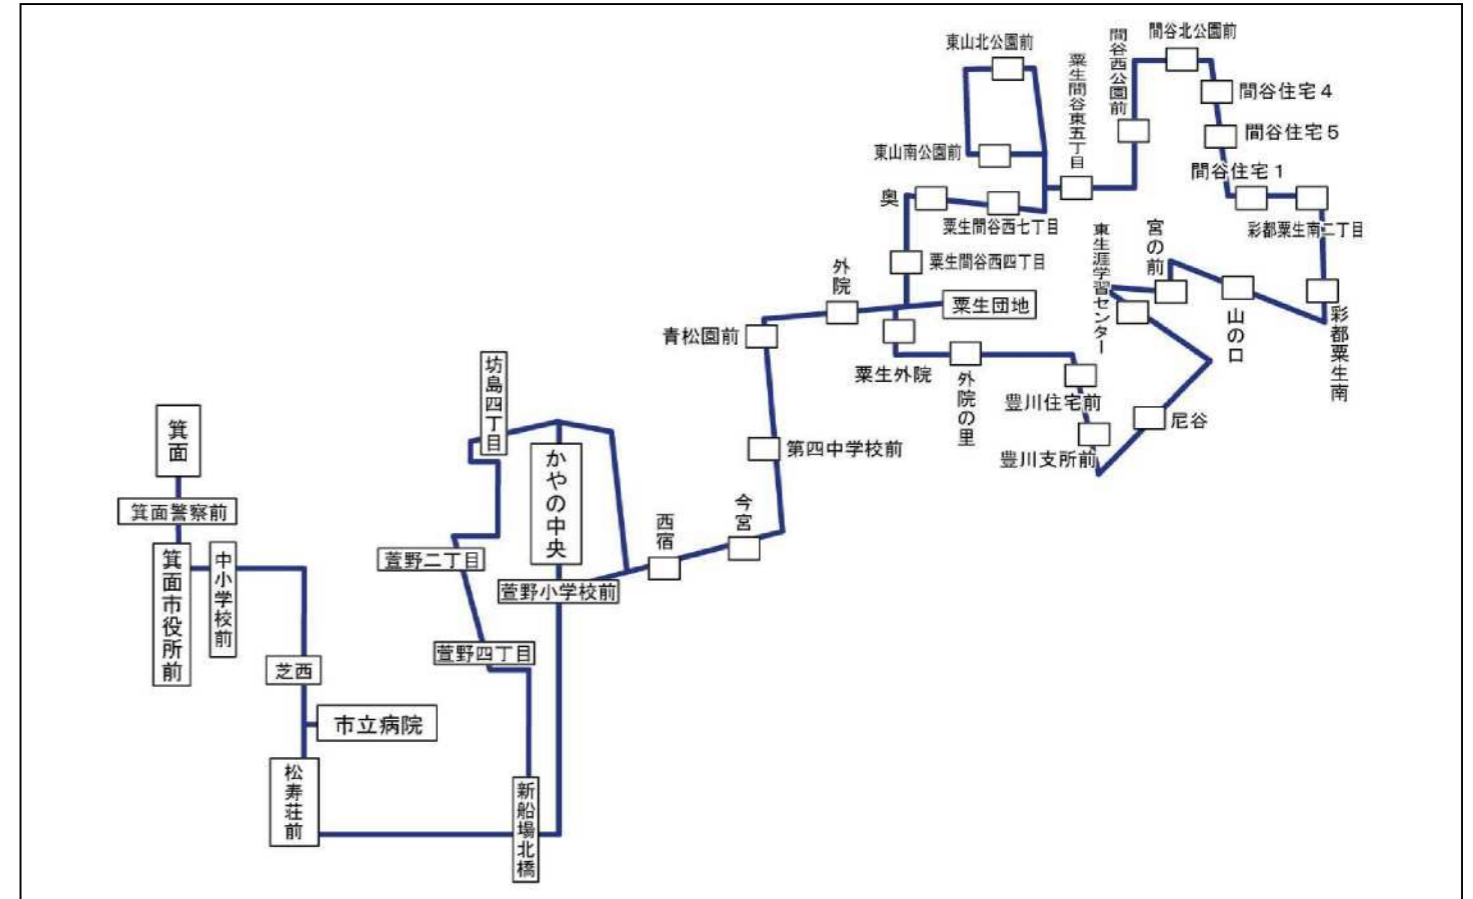 東山北公園前
粟生間谷東五丁目
間谷西公園前
間谷北公園前
間谷住宅４
間谷住宅５
間谷住宅１
東山南公園前
奥
粟生間谷西七丁目
彩都粟生南二丁目
粟生間谷西四丁目
東生涯学習センター
宮の前
山の口
彩都粟生南
外院
粟生団地
青松園前
粟生外院
外院の里
豊川住宅前
尼谷
豊川支所前
坊島四丁目
第四中学校前
箕面
かやの中央
今宮
西宿
箕面警察前
箕面市役所前
中小学校前
萱野二丁目
萱野小学校前
萱野四丁目
芝西
市立病院
松寿荘前
新船場北橋